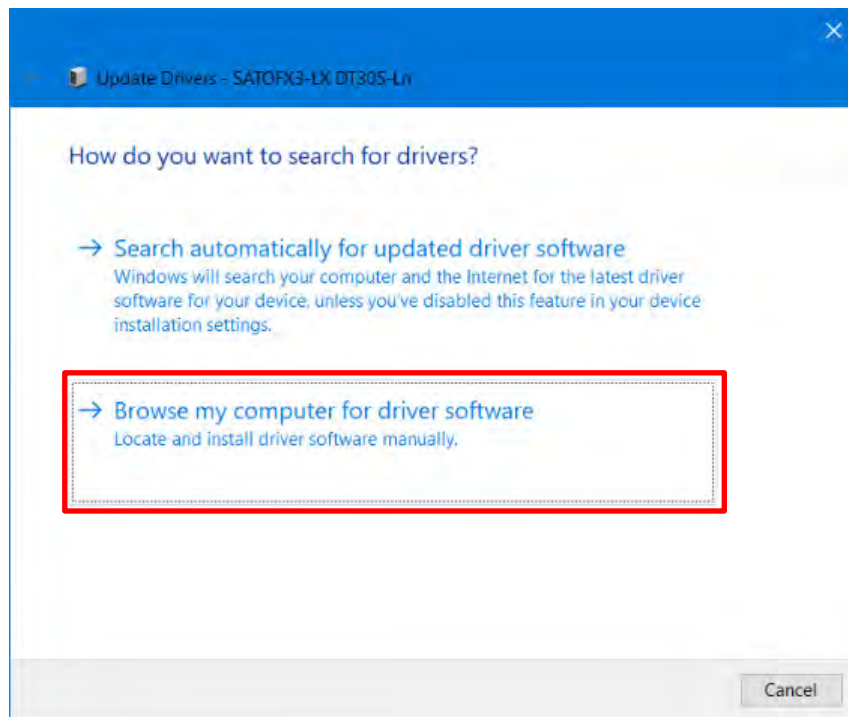 Update Drivers - SATOFX3-LX DT305-Ln
How do you want to search for drivers?
Search automatically for updated driver software
Windows will search your computer and the Internet for the latest driver
software for your device, unless you've disabled this feature in your device
installation settings.
Browse my computer for driver software
Locate and install driver software manually.
Cancel